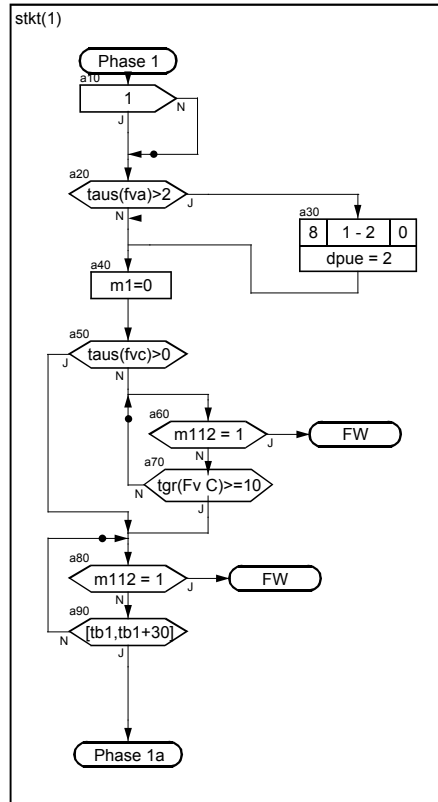 stkt(1)
Phase 1
a10
1
N
J
a20
taus(fva)>2
J
N
a30
8 1 - 2 0
dpue = 2
a40
m1=0
a50
taus(fvc)>0
J
N
a60
m112 = 1
J
FW
N
a70
tgr(Fv C)>=10
N
J
a80
m112 = 1
J
FW
N
a90
[tb1,tb1+30]
N
J
Phase 1a